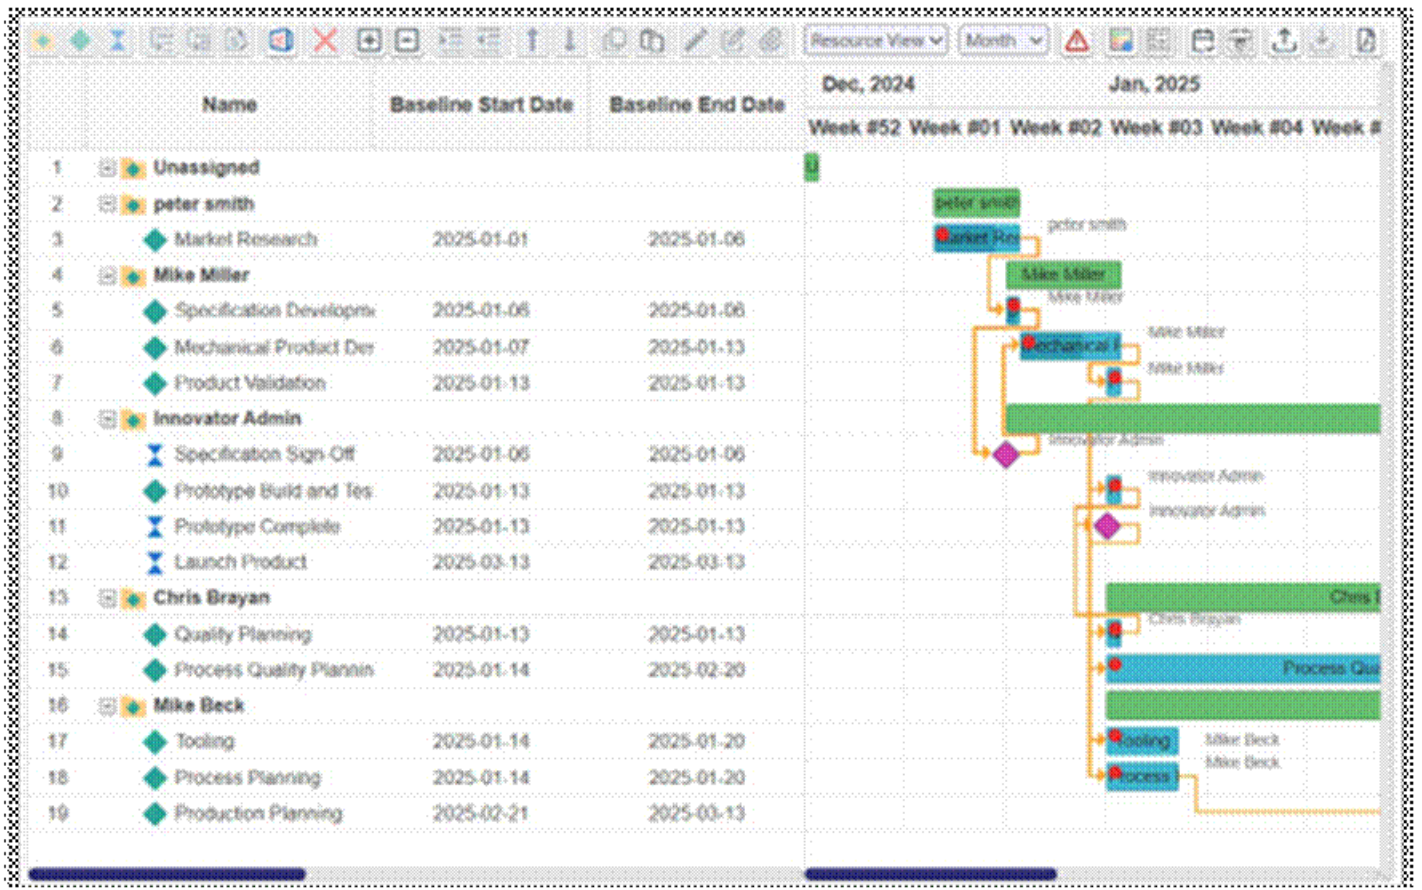 Resource View Month
Dec, 2024 Jan, 2025
Name Baseline Start Date Baseline End Date
Week #52 Week #01 Week #02 Week #03 Week #04 Week #
1 Unassigned U
2 peter smith peter smith
3 Market Research 2025-01-01 2025-01-06 Market Res peter smith
4 Mike Miller Mike Miller
5 Specification Developme 2025-01-06 2025-01-06 Mike Miller
6 Mechanical Product Des 2025-01-07 2025-01-13 Mechanical P Mike Miller
7 Product Validation 2025-01-13 2025-01-13 Mike Miller
8 Innovator Admin
9 Specification Sign-Off 2025-01-06 2025-01-06 Innovator Admin
10 Prototype Build and Tes 2025-01-13 2025-01-13 Innovator Admin
11 Prototype Complete 2025-01-13 2025-01-13 Innovator Admin
12 Launch Product 2025-03-13 2025-03-13
13 Chris Brayan Chris B
14 Quality Planning 2025-01-13 2025-01-13 Chris Brayan
15 Process Quality Plannin 2025-01-14 2025-02-20 Process Qua
16 Mike Beck
17 Tooling 2025-01-14 2025-01-20 Tooling Mike Beck
18 Process Planning 2025-01-14 2025-01-20 Process Mike Beck
19 Production Planning 2025-02-21 2025-03-13